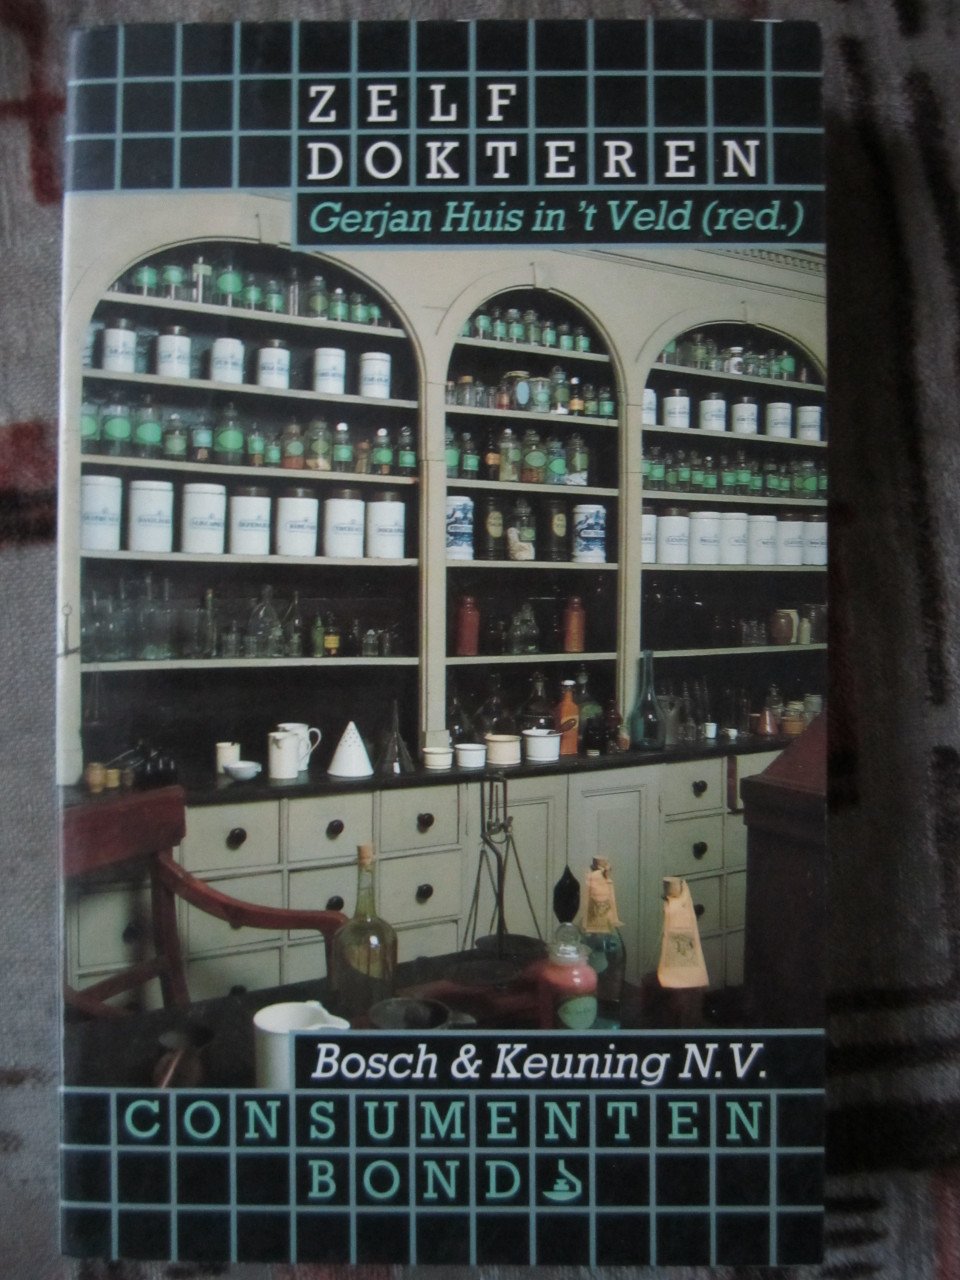 ZELF
DOKTEREN
Gerjan Huis in 't Veld (red.)
Bosch & Keuning N.V.
CONSUMENTEN
BOND